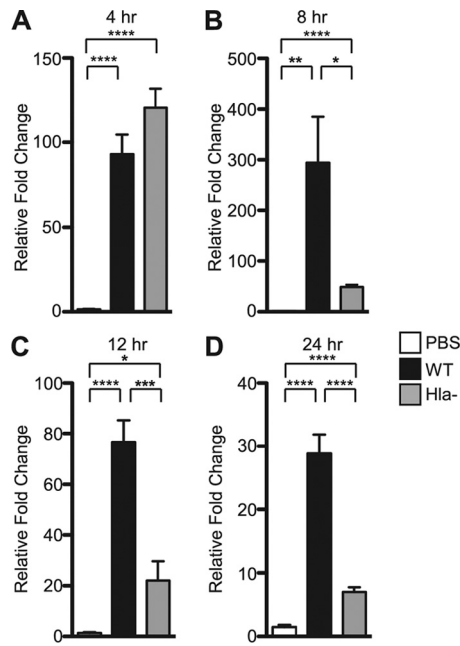 A
4 hr
****
****
Relative Fold Change
150
100
50
0
B
8 hr
****
**
*
Relative Fold Change
500
400
300
200
100
0
C
12 hr
*
****
***
Relative Fold Change
100
80
60
40
20
0
D
24 hr
****
****
****
Relative Fold Change
40
30
20
10
0
PBS
WT
Hla-